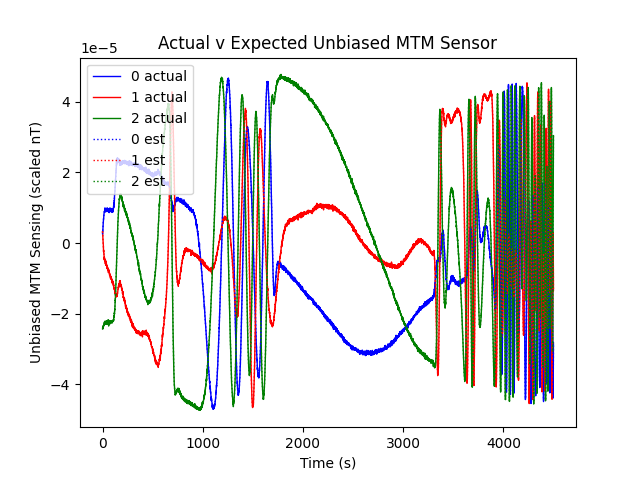 Actual v Expected Unbiased MTM Sensor
1e−5
0 actual
1 actual
2 actual
0 est
1 est
2 est
4
2
0
−2
−4
Unbiased MTM Sensing (scaled nT)
0 1000 2000 3000 4000
Time (s)